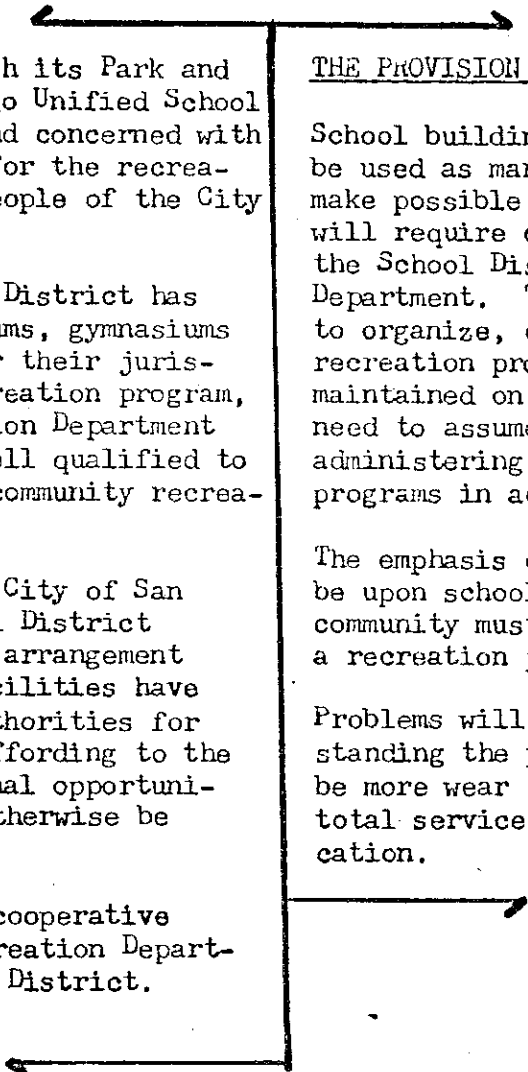 h its Park and
o Unified School
nd concerned with
for the recrea-
eople of the City
District has
ums, gymnasiums
r their juris-
reation program,
ion Department
ell qualified to
community recrea-
City of San
l District
arrangement
cilities have
thorities for
ffording to the
nal opportuni-
therwise be
cooperative
reation Depart-
District.
THE PROVISION
School buildin
be used as man
make possible
will require c
the School Dis
Department. T
to organize, c
recreation pro
maintained on
need to assume
administering
programs in ac
The emphasis o
be upon school
community must
a recreation
Problems will
standing the p
be more wear
total service
cation.